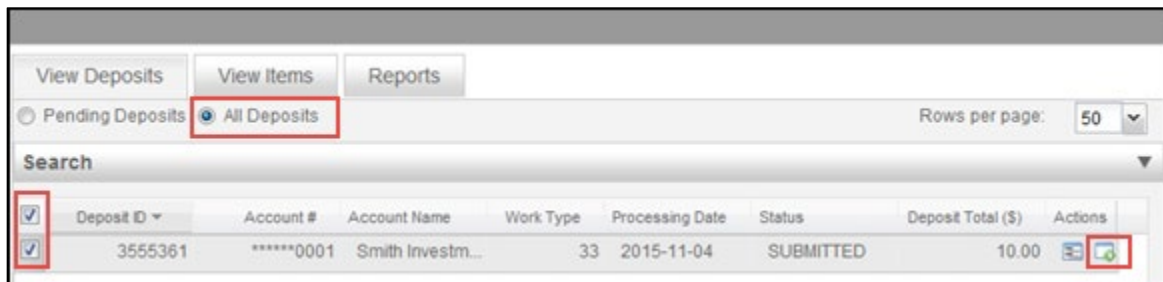 View Deposits View Items Reports
Pending Deposits All Deposits Rows per page: 50
Search
Deposit ID Account # Account Name Work Type Processing Date Status Deposit Total ($) Actions
3555361 ******0001 Smith Investm... 33 2015-11-04 SUBMITTED 10.00